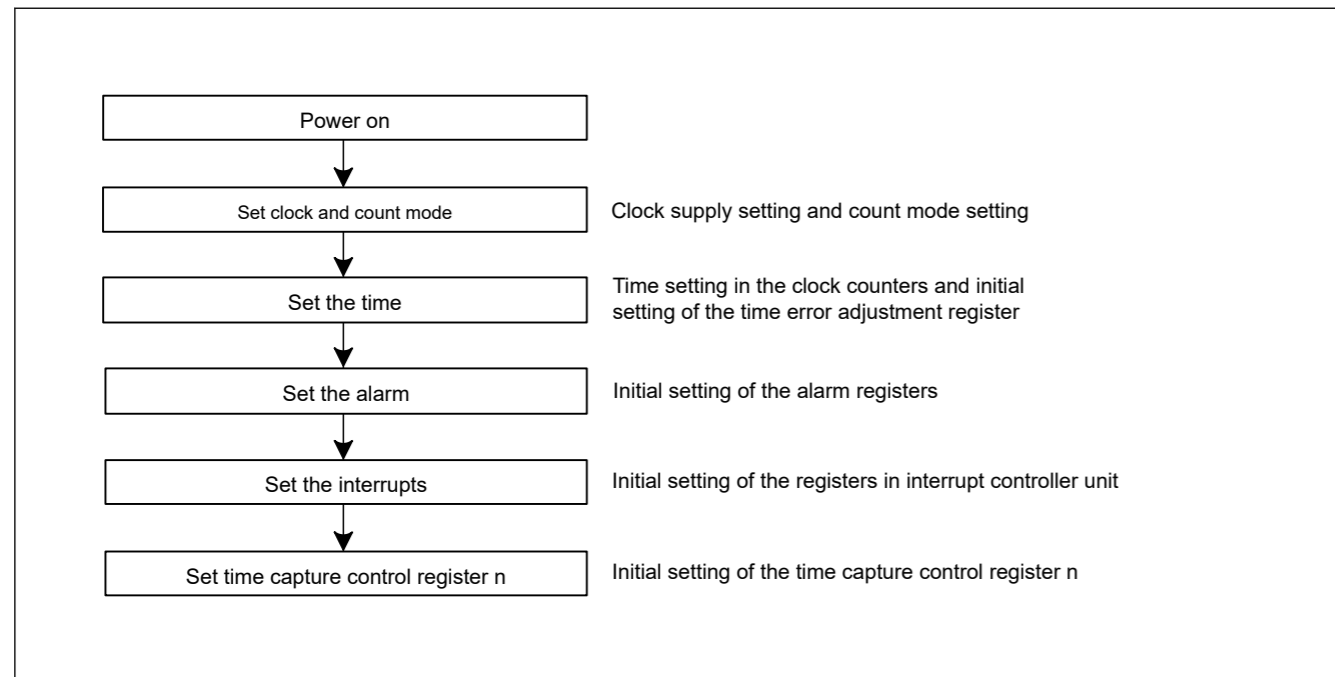 Power on
Set clock and count mode
Clock supply setting and count mode setting
Set the time
Time setting in the clock counters and initial
setting of the time error adjustment register
Set the alarm
Initial setting of the alarm registers
Set the interrupts
Initial setting of the registers in interrupt controller unit
Set time capture control register n
Initial setting of the time capture control register n